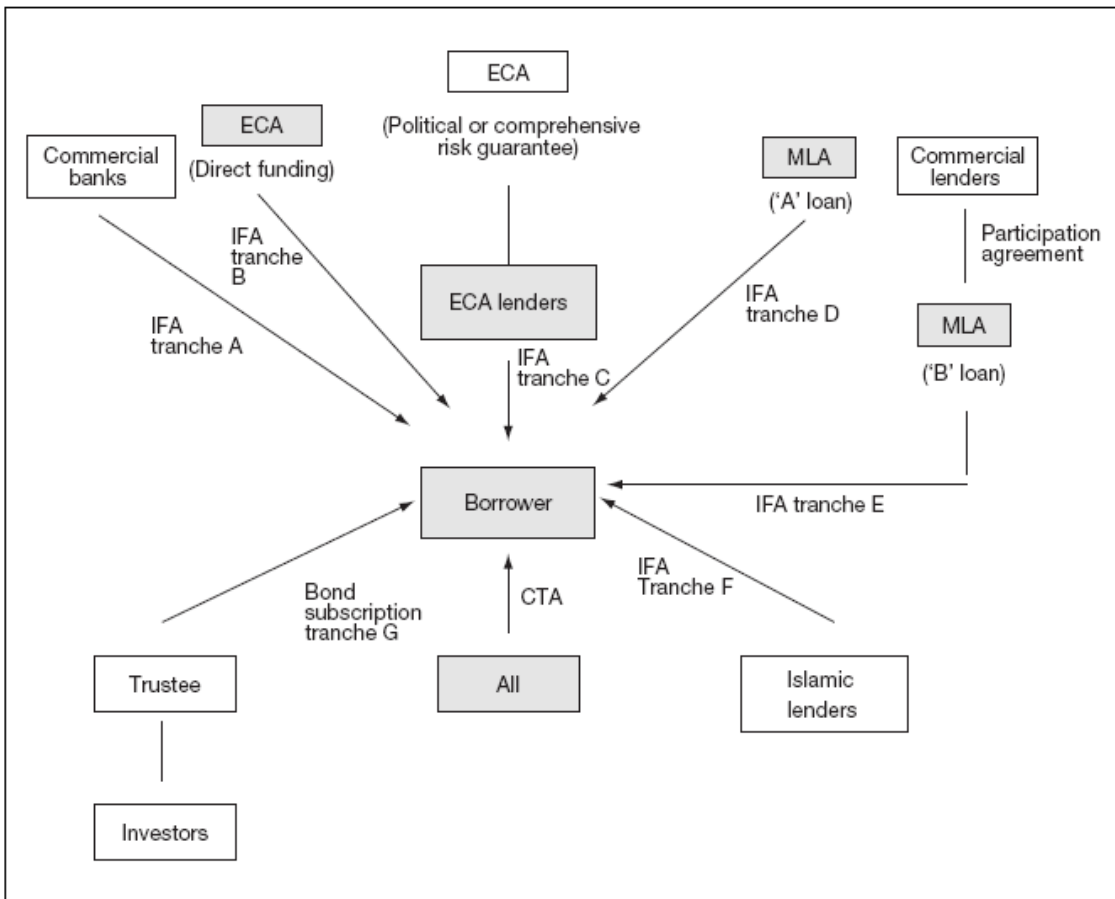 ECA
(Political or comprehensive
risk guarantee)
ECA
(Direct funding)
Commercial
banks
MLA
('A' loan)
Commercial
lenders
Participation
agreement
IFA
tranche
B
ECA lenders
IFA
tranche A
IFA
tranche D
MLA
('B' loan)
IFA
tranche C
Borrower
IFA tranche E
IFA
Tranche F
Bond
subscription
tranche G
CTA
Trustee
All
Islamic
lenders
Investors